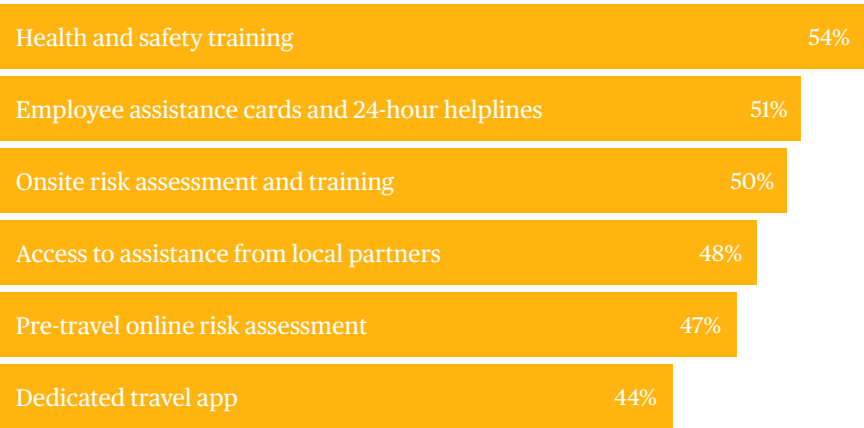 Health and safety training 54%
Employee assistance cards and 24-hour helplines 51%
Onsite risk assessment and training 50%
Access to assistance from local partners 48%
Pre-travel online risk assessment 47%
Dedicated travel app 44%